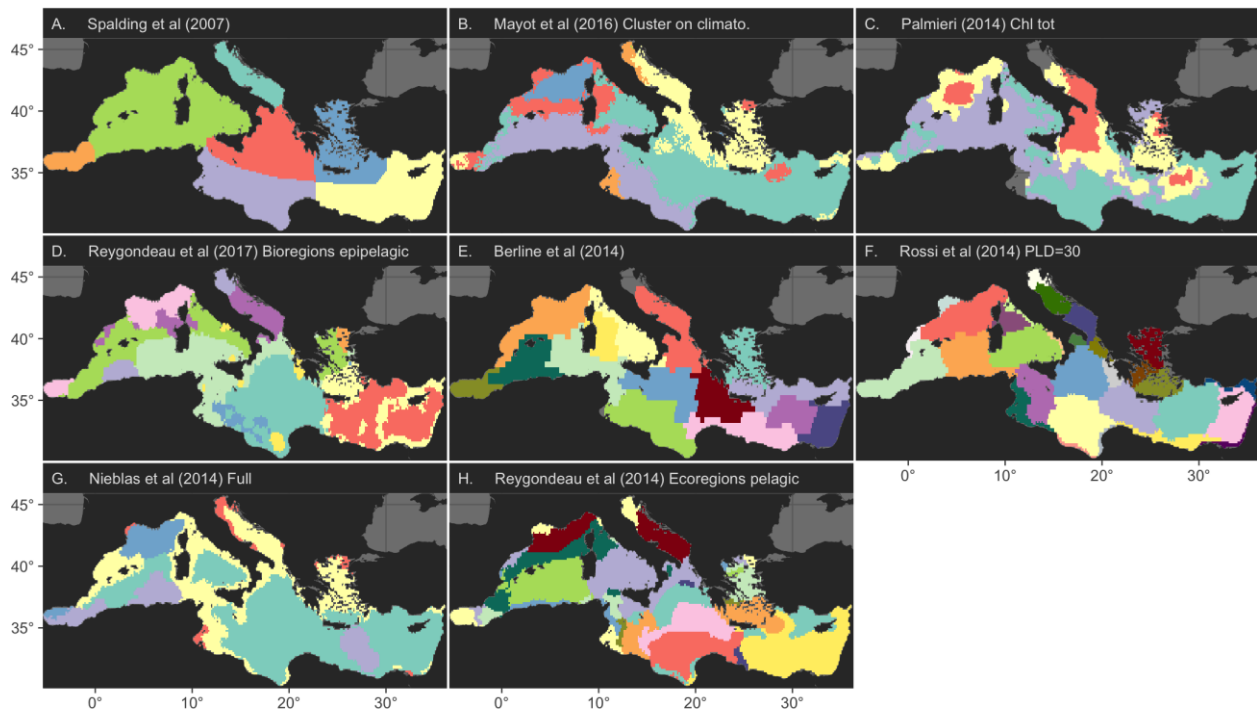 A. Spalding et al (2007)
B. Mayot et al (2016) Cluster on climato.
C. Palmieri (2014) Chl tot
45°
40°
35°
D. Reygondeau et al (2017) Bioregions epipelagic
E. Berline et al (2014)
F. Rossi et al (2014) PLD=30
45°
40°
35°
0° 10° 20° 30°
G. Nieblas et al (2014) Full
H. Reygondeau et al (2014) Ecoregions pelagic
45°
40°
35°
0° 10° 20° 30° 0° 10° 20° 30°